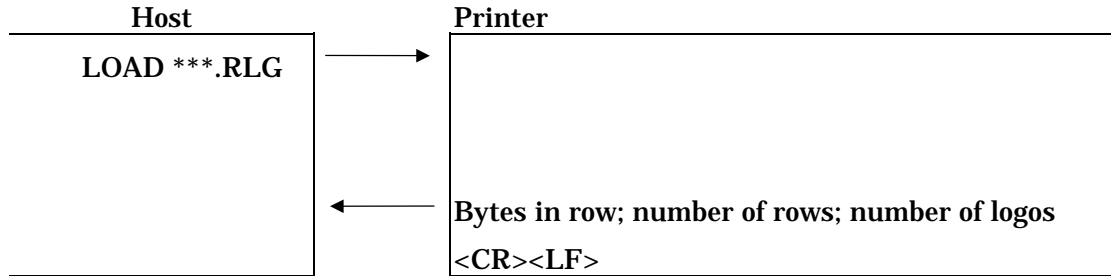 Host Printer
LOAD ***.RLG
Bytes in row; number of rows; number of logos
<CR><LF>